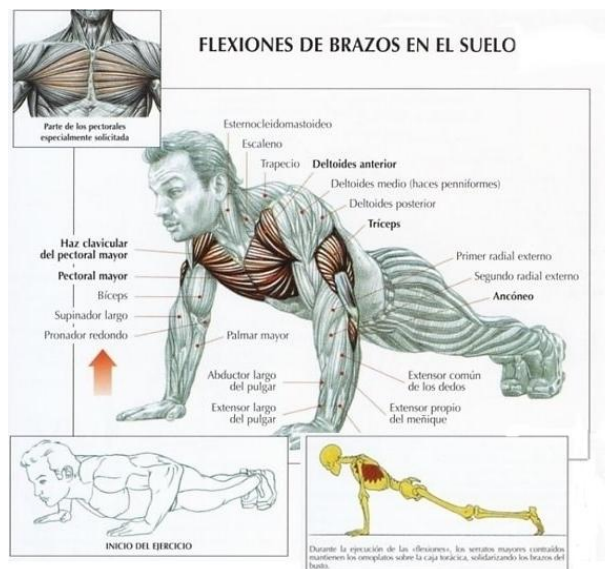 FLEXIONES DE BRAZOS EN EL SUELO
Parte de los pectorales
especialmente solicitada
Esternocleidomastoideo
Escaleno
Trapecio
Deltoides anterior
Deltoides medio (haces penniformes)
Deltoides posterior
Tríceps
Haz clavicular
del pectoral mayor
Pectoral mayor
Bíceps
Supinador largo
Pronador redondo
Primer radial externo
Segundo radial externo
Ancóneo
Palmar mayor
Abductor largo
del pulgar
Extensor largo
del pulgar
Extensor común
de los dedos
Extensor propio
del meñique
INICIO DEL EJERCICIO
Durante la ejecución de las «flexiones», los serratos mayores contraídos
mantienen los omoplatos sobre la caja torácica, solidarizando los brazos del
busto.